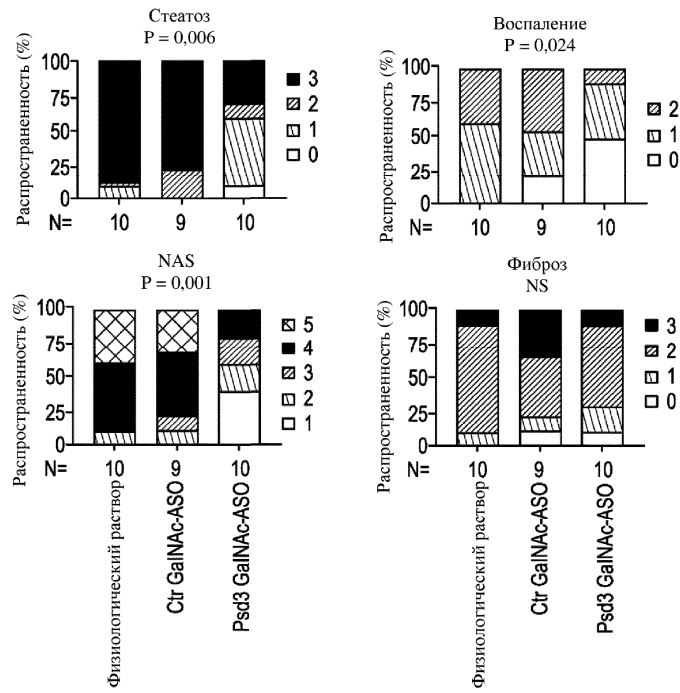 Стеатоз
P = 0,006
Распространенность (%)
100
75
50
25
0
3
2
1
0
N= 10 9 10
Воспаление
P = 0,024
Распространенность (%)
100
75
50
25
0
2
1
0
N= 10 9 10
NAS
P = 0,001
Распространенность (%)
100
75
50
25
0
5
4
3
2
1
N= 10 9 10
Физиологический раствор
Ctr GalNAc-ASO
Psd3 GalNAc-ASO
Фиброз
NS
Распространенность (%)
100
75
50
25
0
3
2
1
0
N= 10 9 10
Физиологический раствор
Ctr GalNAc-ASO
Psd3 GalNAc-ASO